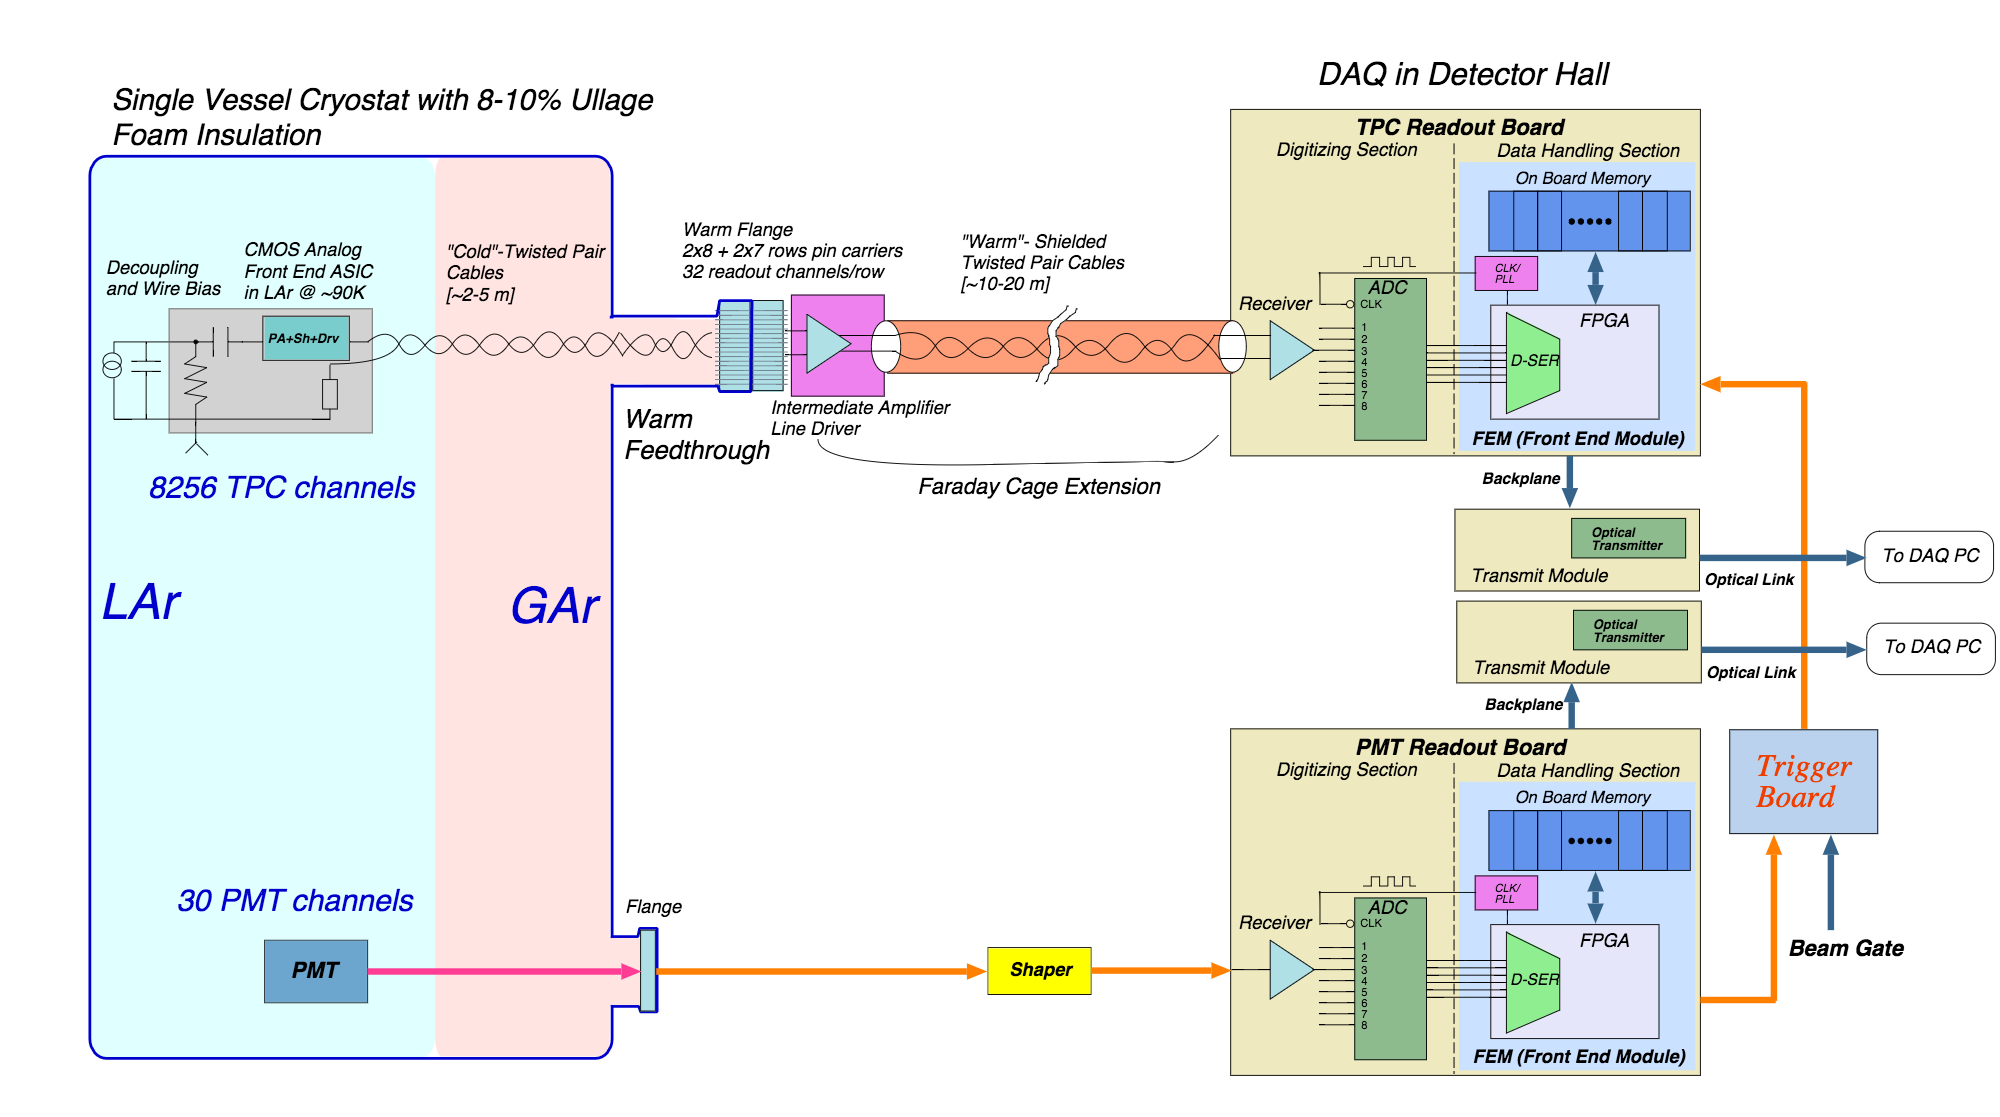 DAQ in Detector Hall
Single Vessel Cryostat with 8-10% Ullage
Foam Insulation
Decoupling
and Wire Bias
CMOS Analog
Front End ASIC
in LAr @ ~90K
PA+Sh+Drv
"Cold"-Twisted Pair
Cables
[~2-5 m]
Warm Flange
2x8 + 2x7 rows pin carriers
32 readout channels/row
"Warm"- Shielded
Twisted Pair Cables
[~10-20 m]
Intermediate Amplifier
Line Driver
Warm
Feedthrough
Faraday Cage Extension
8256 TPC channels
LAr
GAr
30 PMT channels
PMT
Flange
Shaper
TPC Readout Board
Digitizing Section
Data Handling Section
On Board Memory
CLK/
PLL
Receiver
ADC
CLK
1
2
3
4
5
6
7
8
FPGA
D-SER
FEM (Front End Module)
Backplane
Optical
Transmitter
Transmit Module
Optical Link
To DAQ PC
Optical
Transmitter
Transmit Module
Optical Link
To DAQ PC
Backplane
PMT Readout Board
Digitizing Section
Data Handling Section
On Board Memory
CLK/
PLL
Receiver
ADC
CLK
1
2
3
4
5
6
7
8
FPGA
D-SER
FEM (Front End Module)
Trigger
Board
Beam Gate